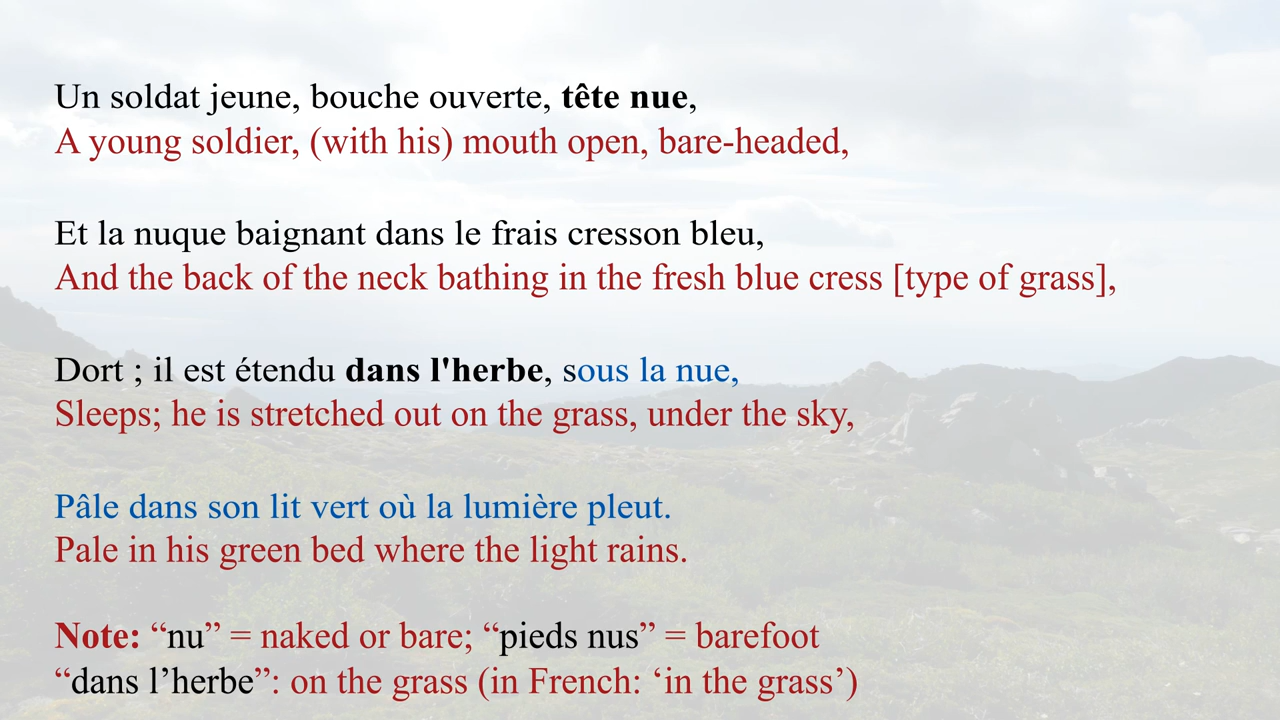 Un soldat jeune, bouche ouverte, tête nue,
A young soldier, (with his) mouth open, bare-headed,
Et la nuque baignant dans le frais cresson bleu,
And the back of the neck bathing in the fresh blue cress [type of grass],
Dort ; il est étendu dans l'herbe, sous la nue,
Sleeps; he is stretched out on the grass, under the sky,
Pâle dans son lit vert où la lumière pleut.
Pale in his green bed where the light rains.
Note: “nu” = naked or bare; “pieds nus” = barefoot
“dans l’herbe”: on the grass (in French: ‘in the grass’)